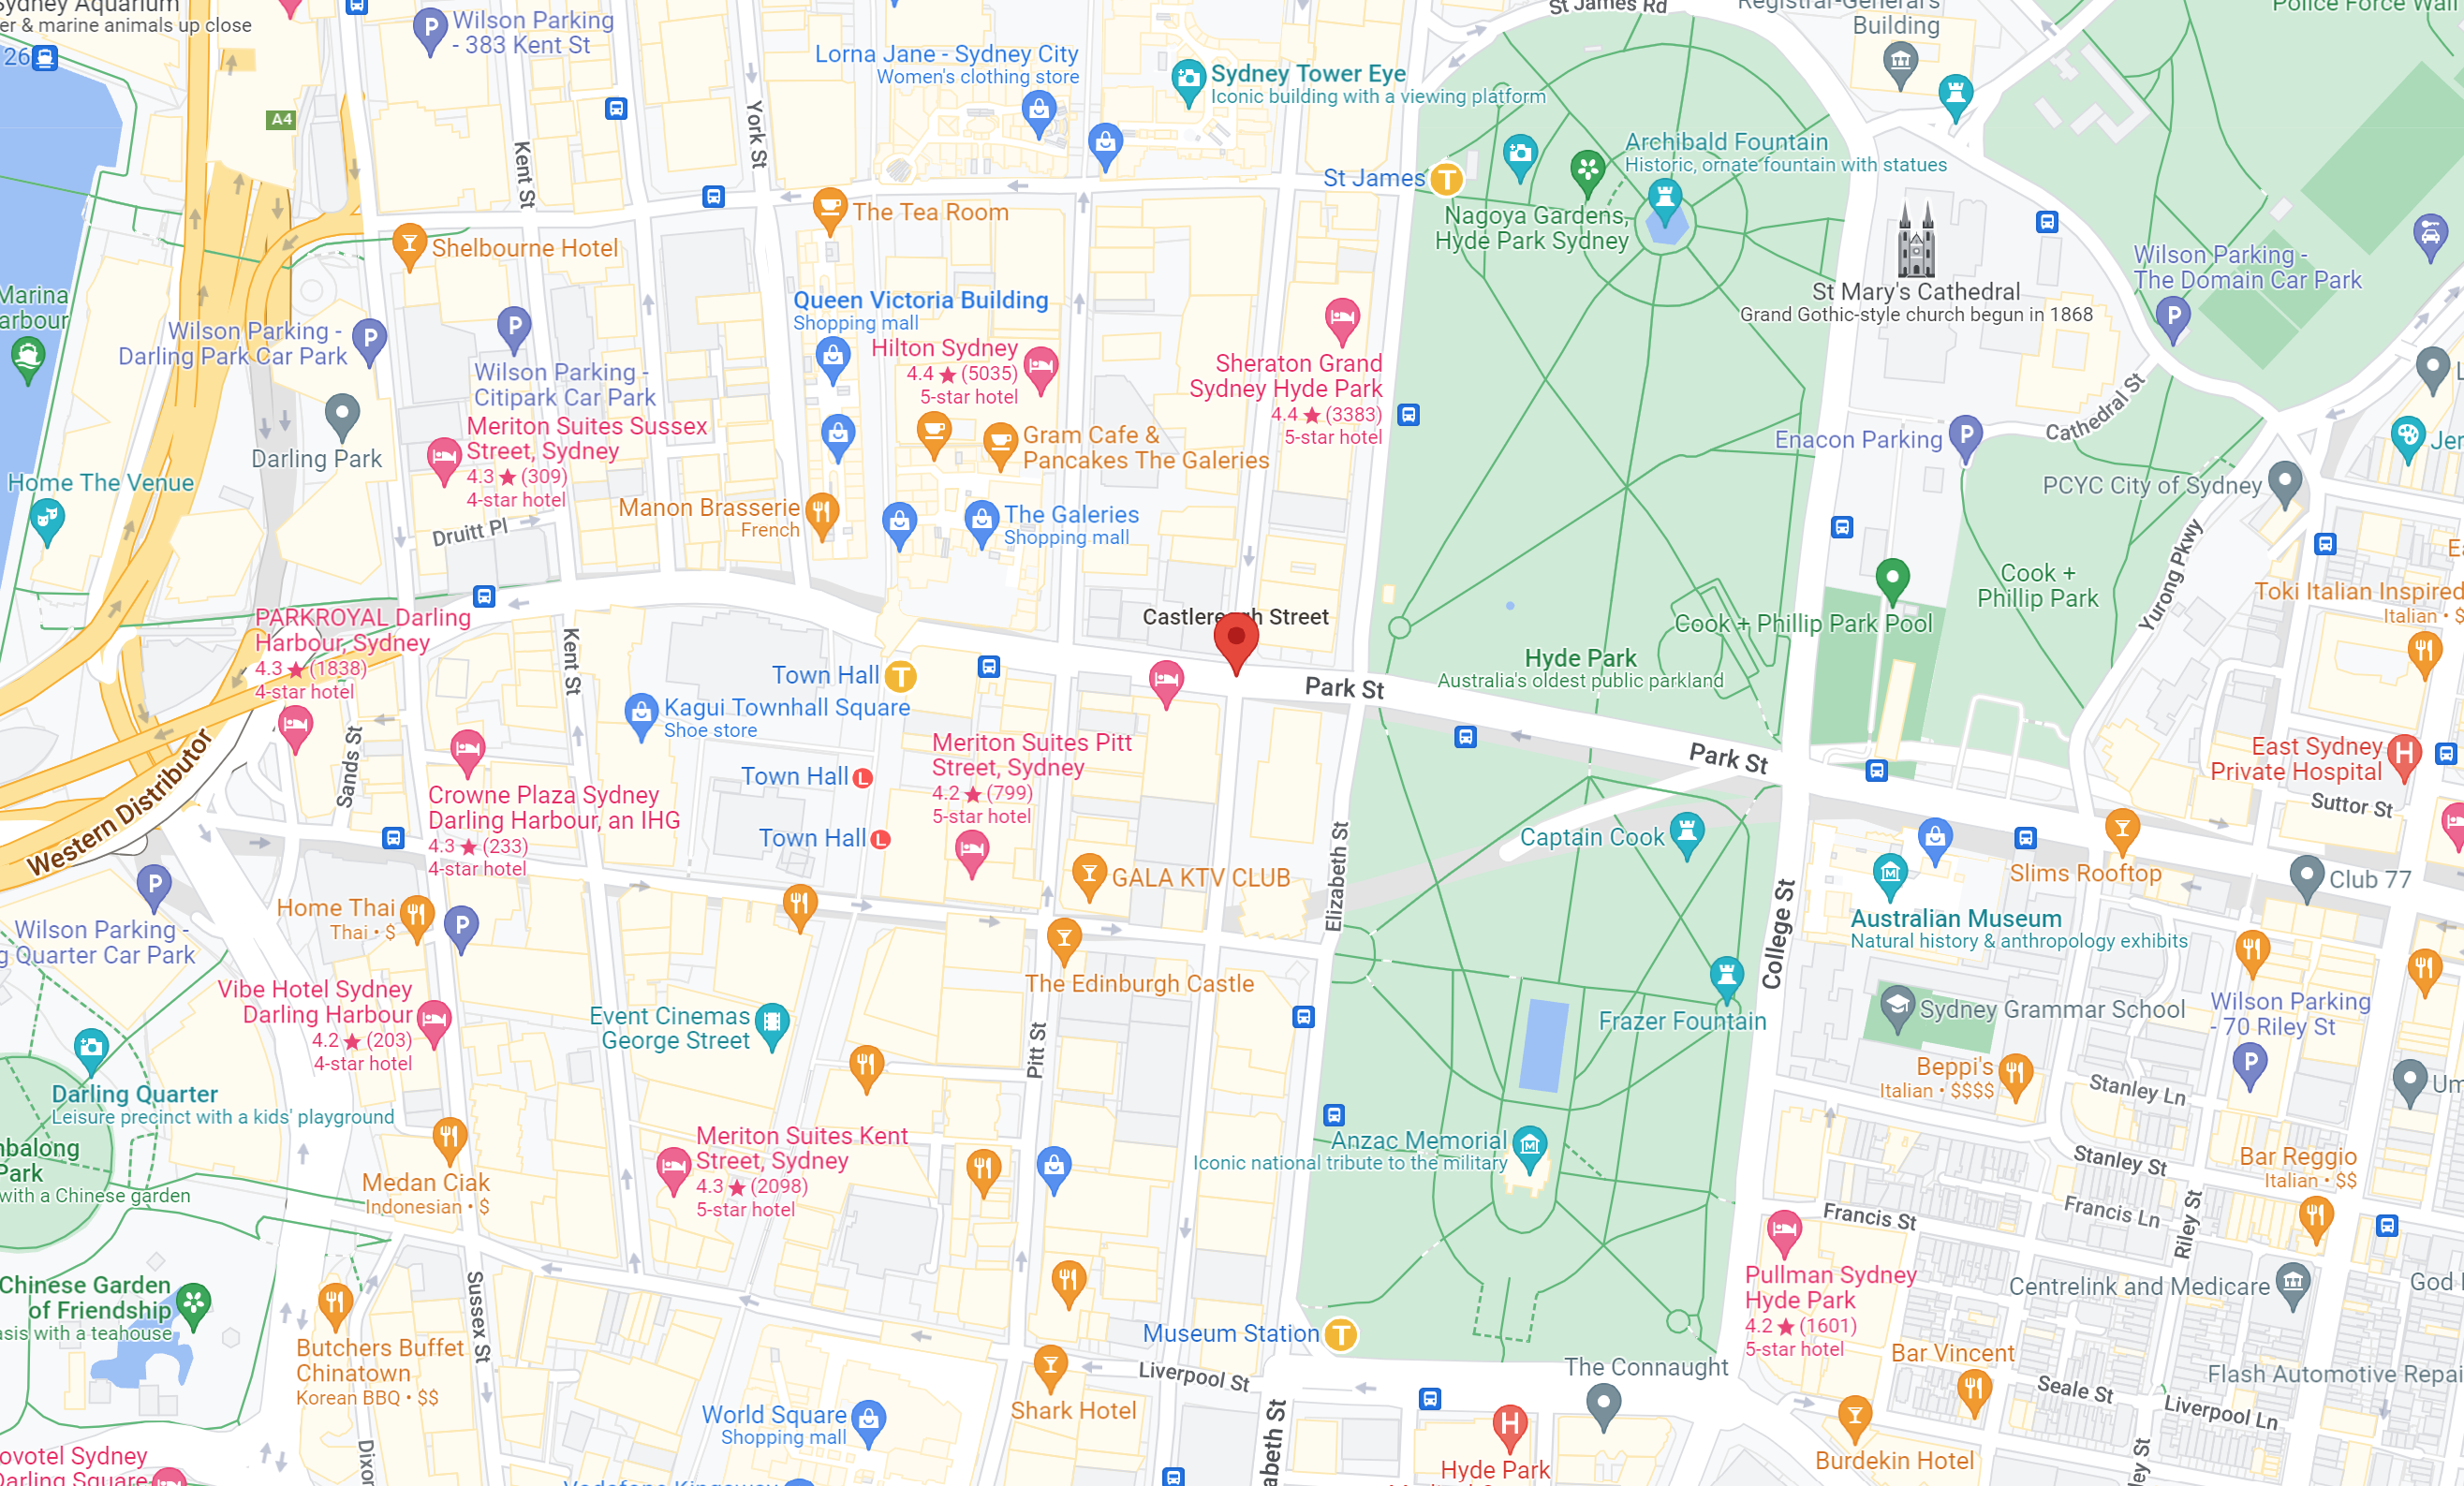 Sydney Aquarium
er & marine animals up close
26
A4
Wilson Parking
- 383 Kent St
Kent St
York St
Lorna Jane - Sydney City
Women's clothing store
Sydney Tower Eye
Iconic building with a viewing platform
St James Rd
Registrar-General's
Building
Police Force Wall
Archibald Fountain
Historic, ornate fountain with statues
St James
T
Nagoya Gardens,
Hyde Park Sydney
The Tea Room
Shelbourne Hotel
St Mary's Cathedral
Grand Gothic-style church begun in 1868
Wilson Parking -
The Domain Car Park
P
Marina
arbour
Wilson Parking -
Darling Park Car Park
P
Wilson Parking -
Citipark Car Park
P
Queen Victoria Building
Shopping mall
Hilton Sydney
4.4 ★ (5035)
5-star hotel
Sheraton Grand
Sydney Hyde Park
4.4 ★ (3383)
5-star hotel
Darling Park
Meriton Suites Sussex
Street, Sydney
4.3 ★ (309)
4-star hotel
Gram Cafe &
Pancakes The Galeries
Enacon Parking
P
Cathedral St
Jer
L
Home The Venue
Druitt Pl
Manon Brasserie
French
The Galeries
Shopping mall
PCYC City of Sydney
Yurong Pkwy
Cook +
Phillip Park
Cook + Phillip Park Pool
Toki Italian Inspired
Italian • $
PARKROYAL Darling
Harbour, Sydney
4.3 ★ (1838)
4-star hotel
Kent St
Castlereagh Street
Town Hall
T
Park St
Hyde Park
Australia's oldest public parkland
Kagui Townhall Square
Shoe store
Meriton Suites Pitt
Street, Sydney
4.2 ★ (799)
5-star hotel
Park St
East Sydney
Private Hospital
H
Suttor St
Sands St
Western Distributor
Town Hall
L
Town Hall
L
Crowne Plaza Sydney
Darling Harbour, an IHG
4.3 ★ (233)
4-star hotel
Captain Cook
Elizabeth St
GALA KTV CLUB
Slims Rooftop
Club 77
College St
Australian Museum
Natural history & anthropology exhibits
Home Thai
Thai • $
P
Wilson Parking -
g Quarter Car Park
P
The Edinburgh Castle
Vibe Hotel Sydney
Darling Harbour
4.2 ★ (203)
4-star hotel
Event Cinemas
George Street
Pitt St
Frazer Fountain
Sydney Grammar School
Wilson Parking
- 70 Riley St
P
Beppi's
Italian • $$$$
Stanley Ln
Um
Darling Quarter
Leisure precinct with a kids' playground
mbalong
Park
with a Chinese garden
Medan Ciak
Indonesian • $
Meriton Suites Kent
Street, Sydney
4.3 ★ (2098)
5-star hotel
Anzac Memorial
Iconic national tribute to the military
Stanley St
Bar Reggio
Italian • $$
Francis St
Francis Ln
Riley St
Chinese Garden
of Friendship
asis with a teahouse
Sussex St
Pullman Sydney
Hyde Park
4.2 ★ (1601)
5-star hotel
Centrelink and Medicare
God
Butchers Buffet
Chinatown
Korean BBQ • $$
Museum Station
T
Liverpool St
The Connaught
Bar Vincent
Flash Automotive Repai
Seale St
Liverpool Ln
Shark Hotel
World Square
Shopping mall
Dixon
abeth St
H
Hyde Park
Burdekin Hotel
ley St
ovotel Sydney
Darling Square
Vodafone Kingsway